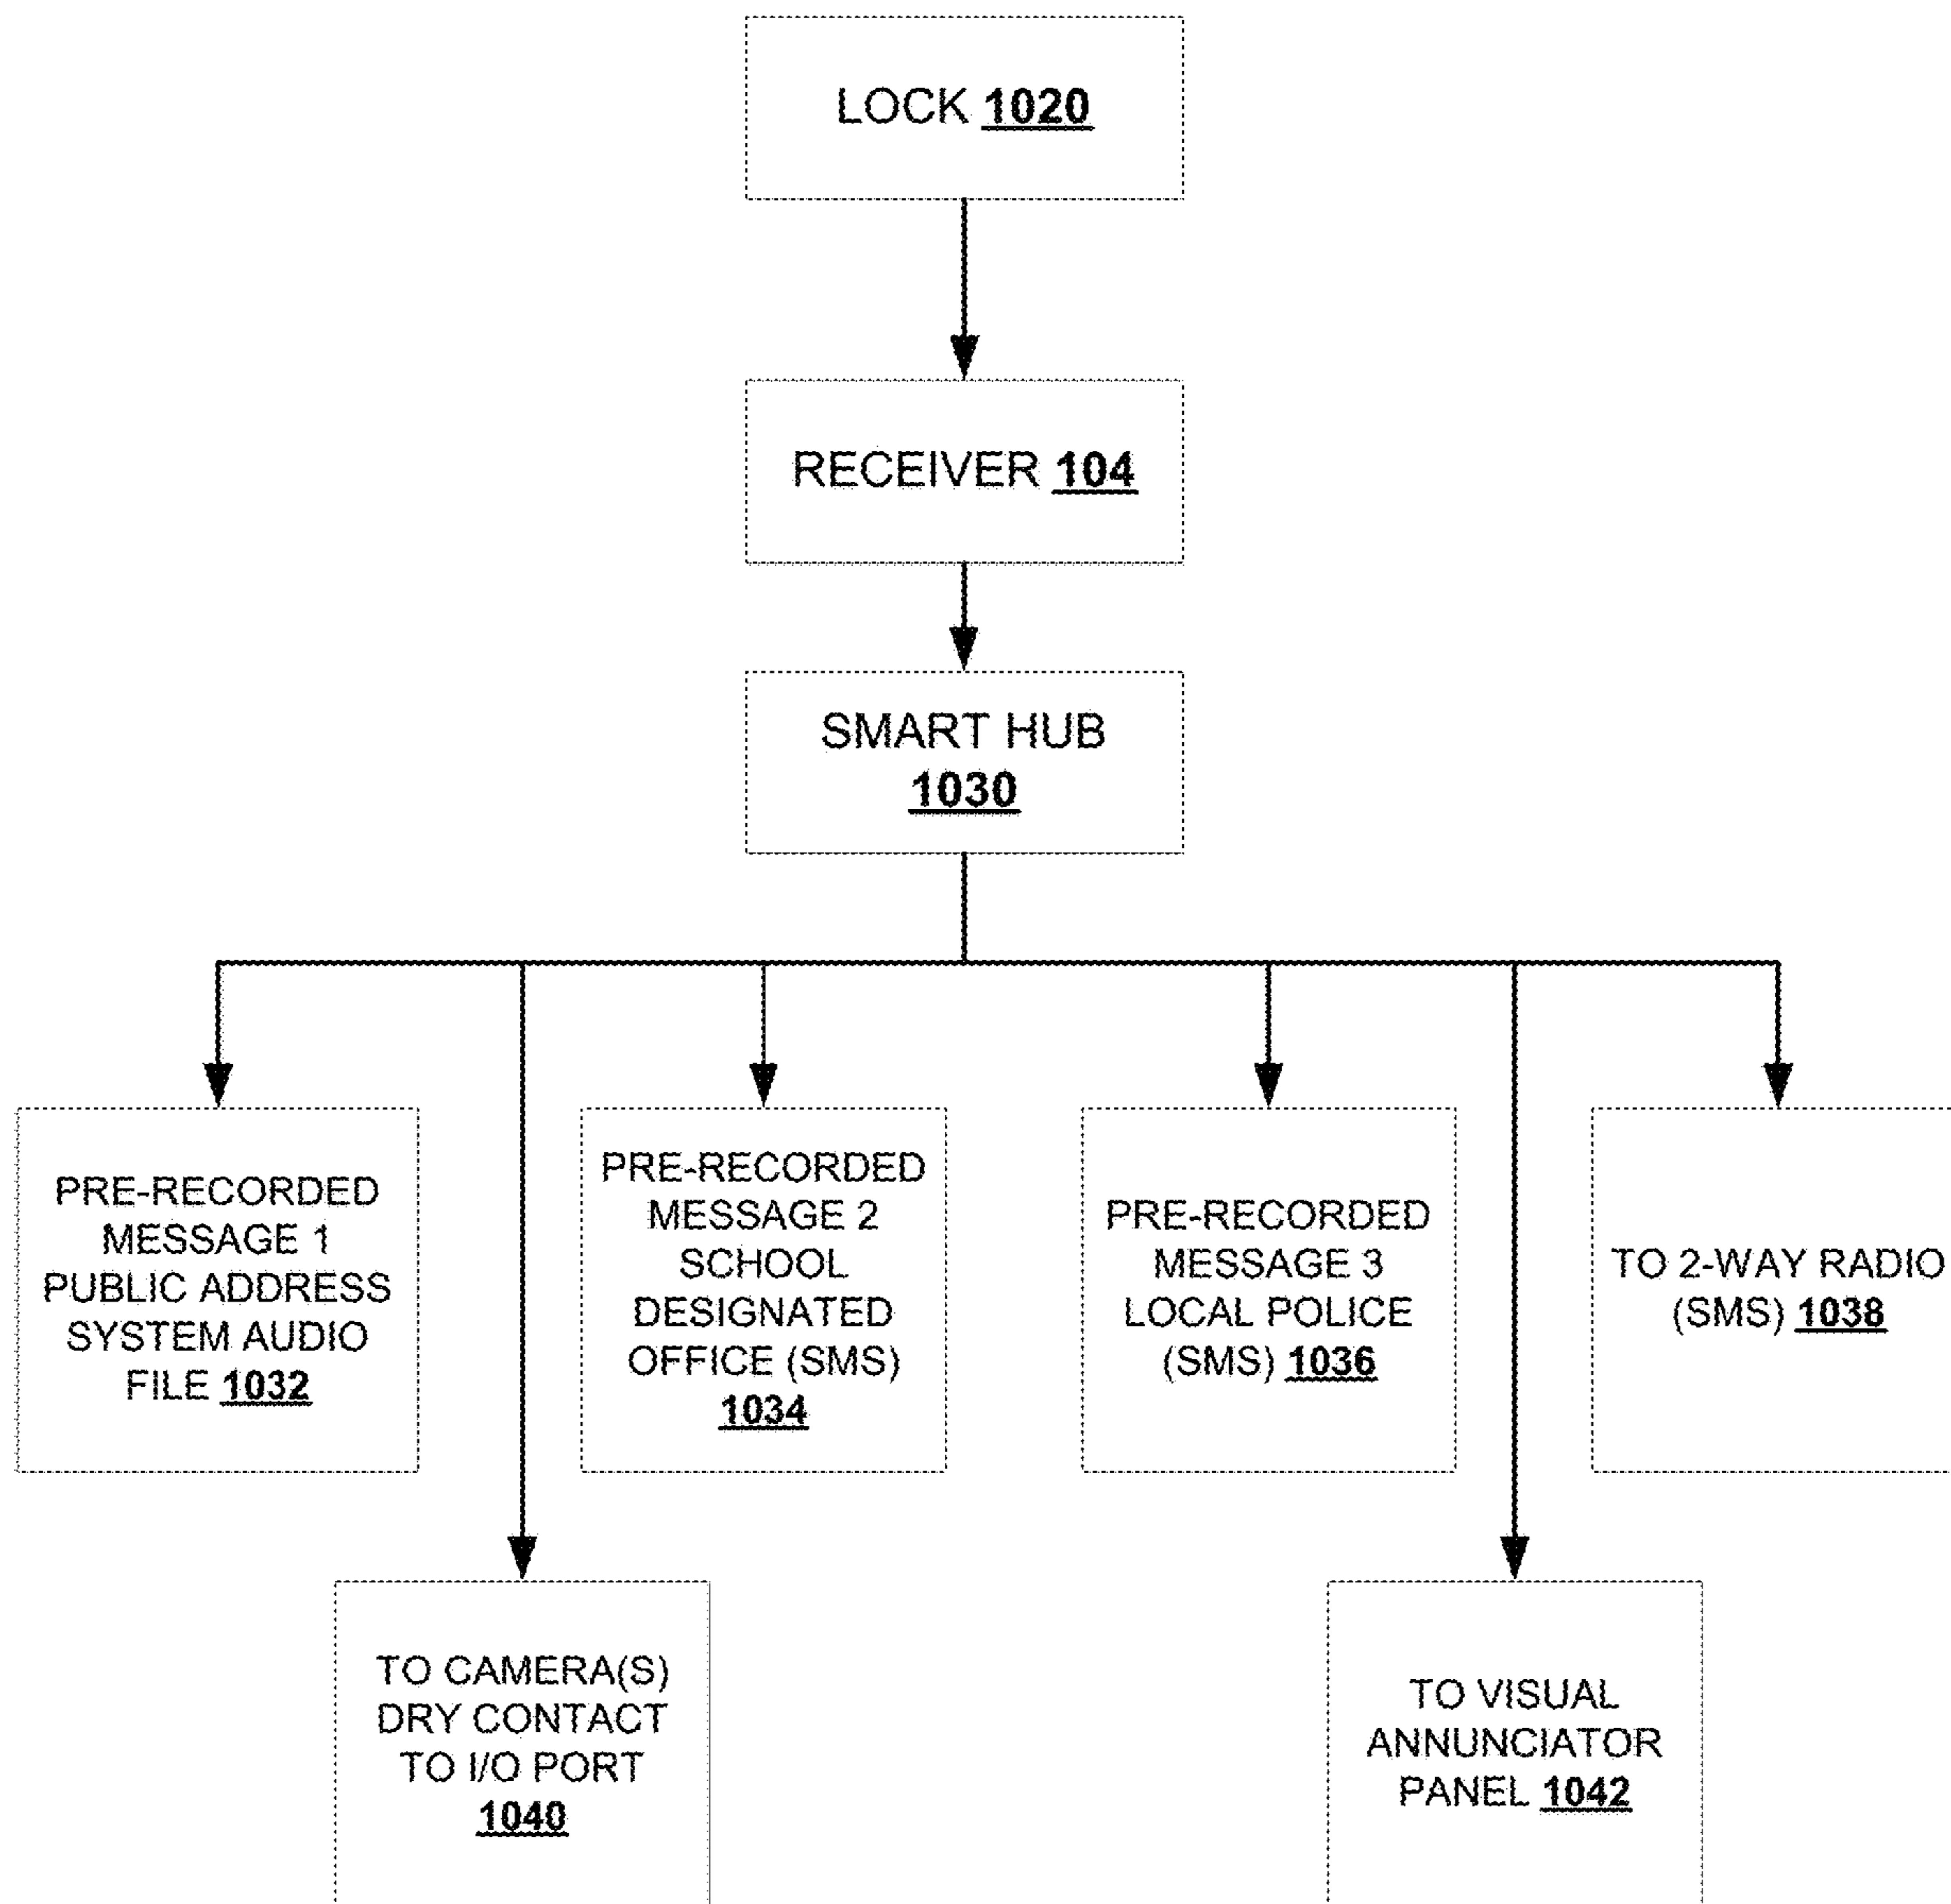 LOCK 1020
RECEIVER 104
SMART HUB
1030
PRE-RECORDED
MESSAGE 1
PUBLIC ADDRESS
SYSTEM AUDIO
FILE 1032
PRE-RECORDED
MESSAGE 2
SCHOOL
DESIGNATED
OFFICE (SMS)
1034
PRE-RECORDED
MESSAGE 3
LOCAL POLICE
(SMS) 1036
TO 2-WAY RADIO
(SMS) 1038
TO CAMERA(S)
DRY CONTACT
TO I/O PORT
1040
TO VISUAL
ANNUNCIATOR
PANEL 1042